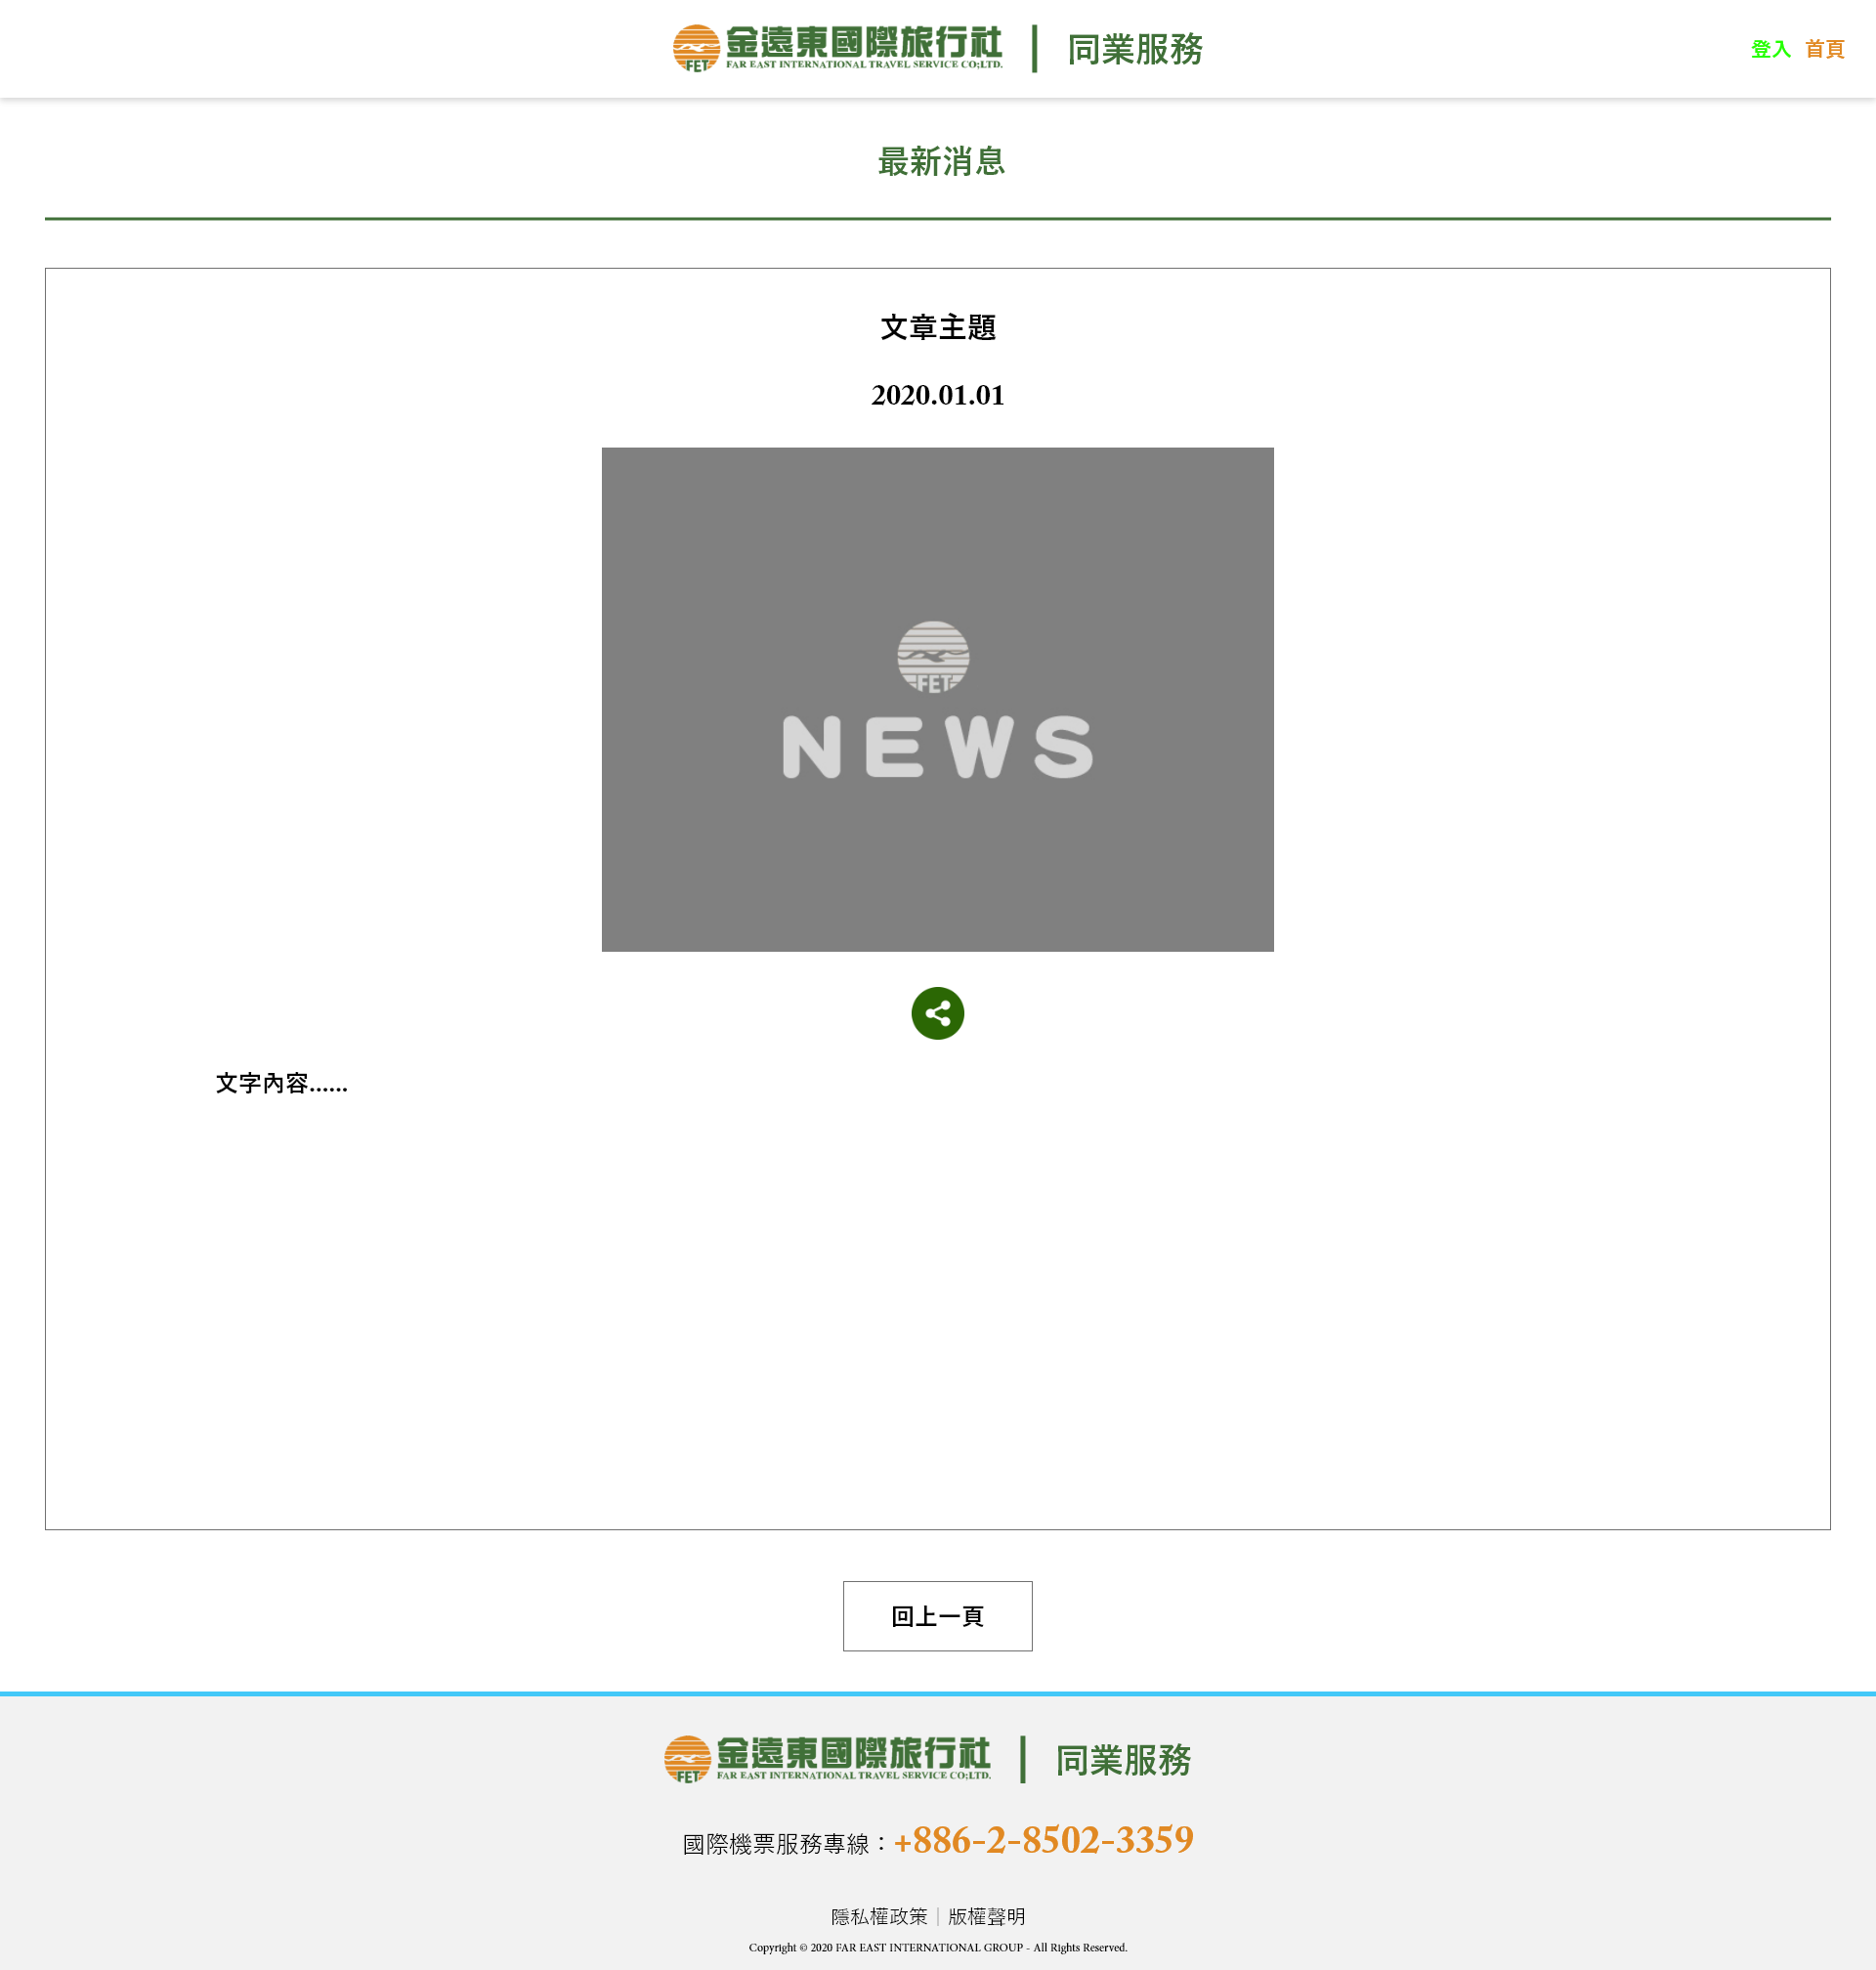 FET 金遠東國際旅行社 | 同業服務
FAR EAST INTERNATIONAL TRAVEL SERVICE CO;LTD.
登入 首頁
最新消息
文章主題
2020.01.01
FET
NEWS
文字內容......
回上一頁
FET 金遠東國際旅行社 | 同業服務
FAR EAST INTERNATIONAL TRAVEL SERVICE CO;LTD.
國際機票服務專線：+886-2-8502-3359
隱私權政策｜版權聲明
Copyright © 2020 FAR EAST INTERNATIONAL GROUP - All Rights Reserved.